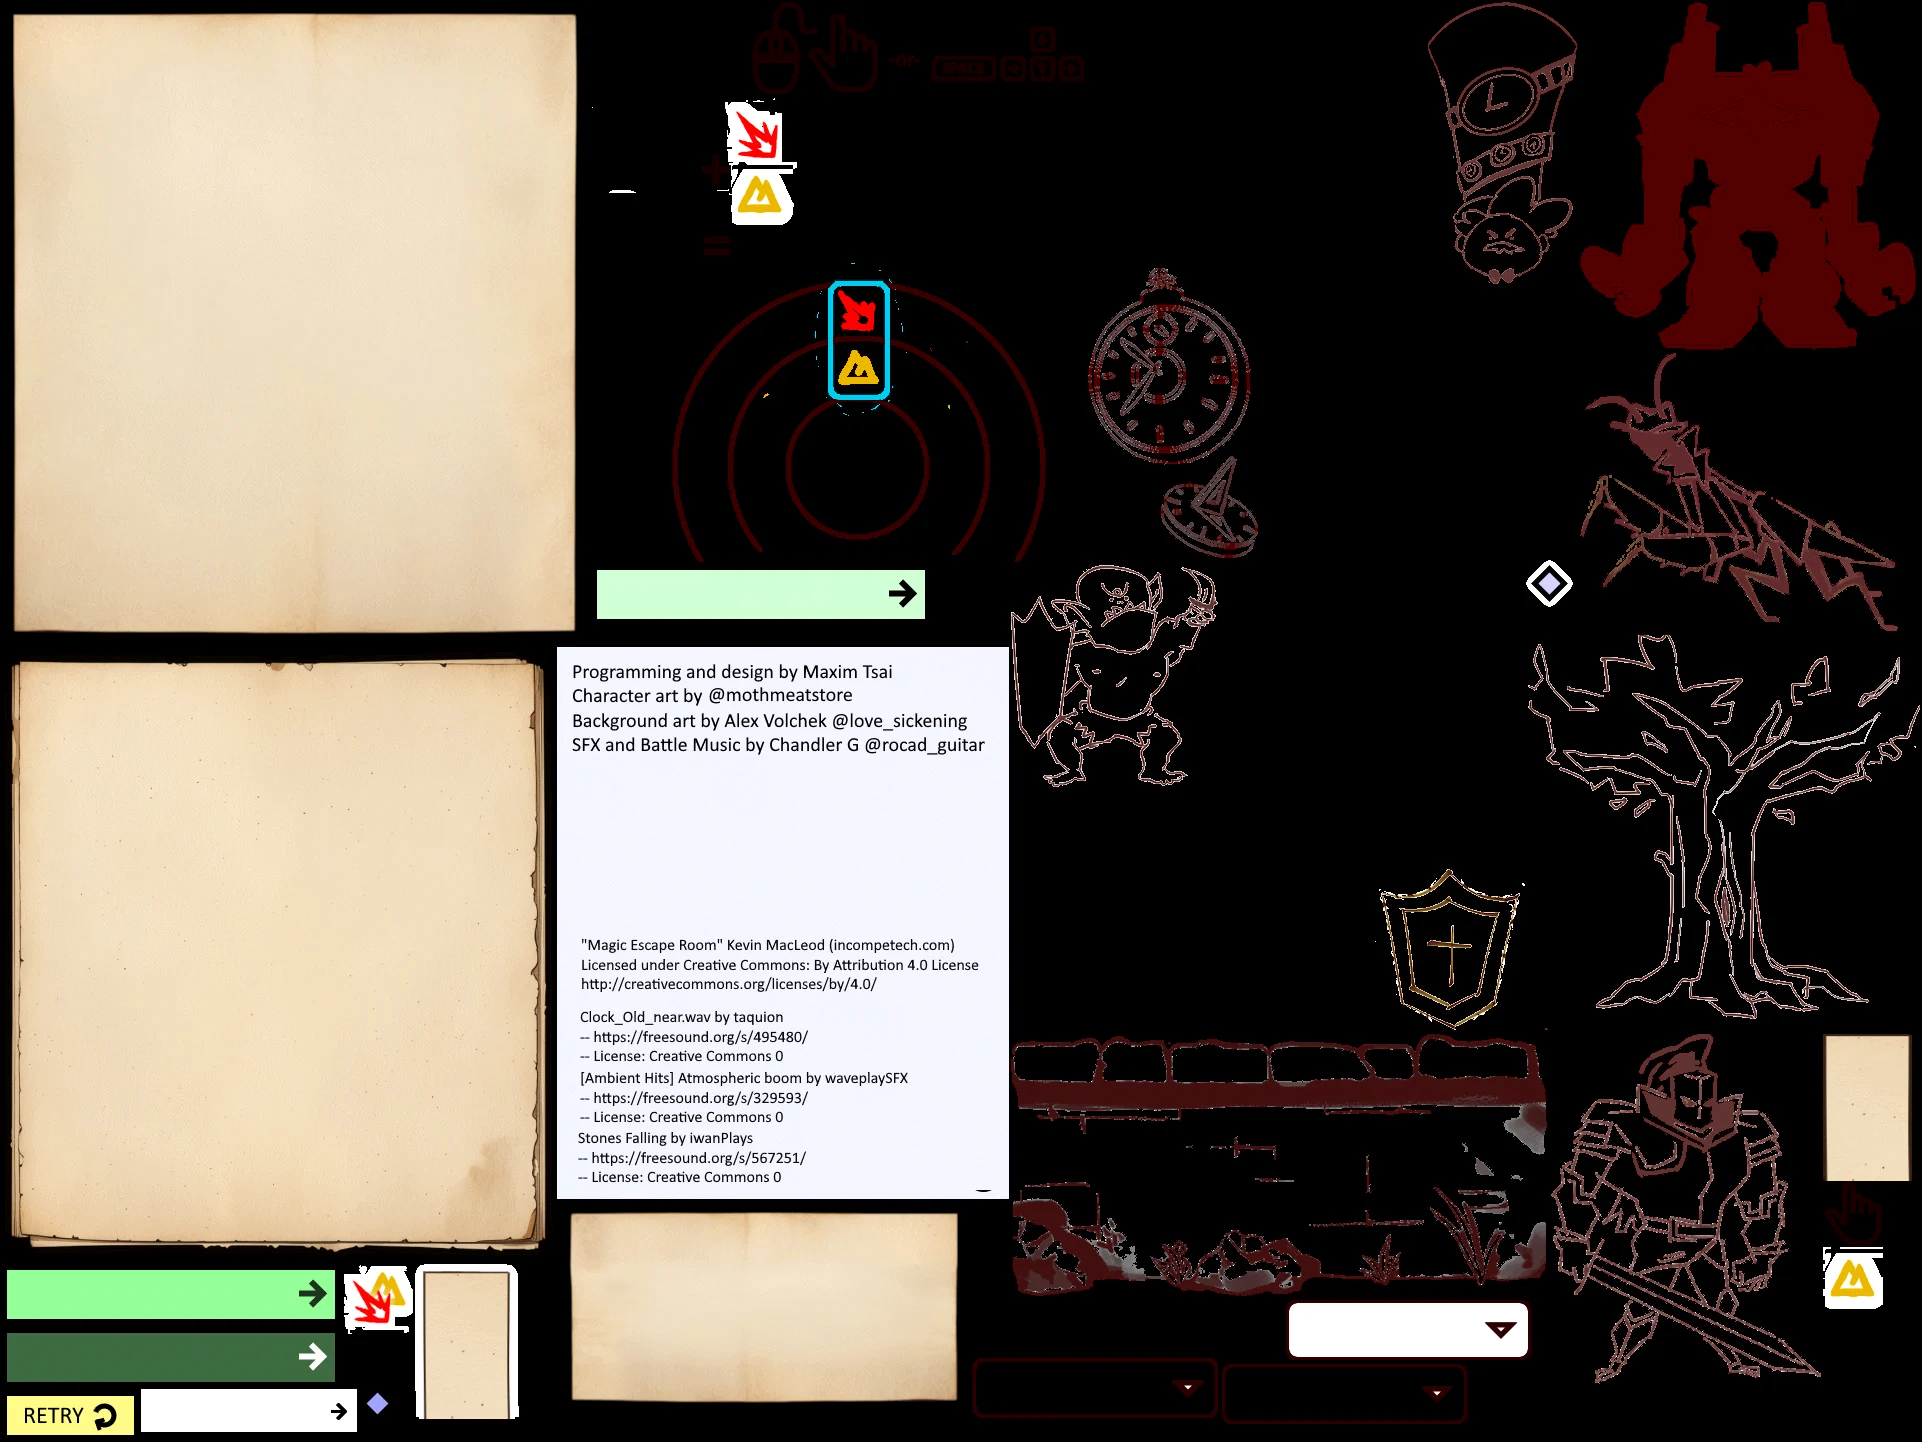 -or-
SPACE
Programming and design by Maxim Tsai
Character art by @mothmeatstore
Background art by Alex Volchek @love_sickening
SFX and Battle Music by Chandler G @rocad_guitar
"Magic Escape Room" Kevin MacLeod (incompetech.com)
Licensed under Creative Commons: By Attribution 4.0 License
http://creativecommons.org/licenses/by/4.0/
Clock_Old_near.wav by taquion
-- https://freesound.org/s/495480/
-- License: Creative Commons 0
[Ambient Hits] Atmospheric boom by waveplaySFX
-- https://freesound.org/s/329593/
-- License: Creative Commons 0
Stones Falling by iwanPlays
-- https://freesound.org/s/567251/
-- License: Creative Commons 0
RETRY